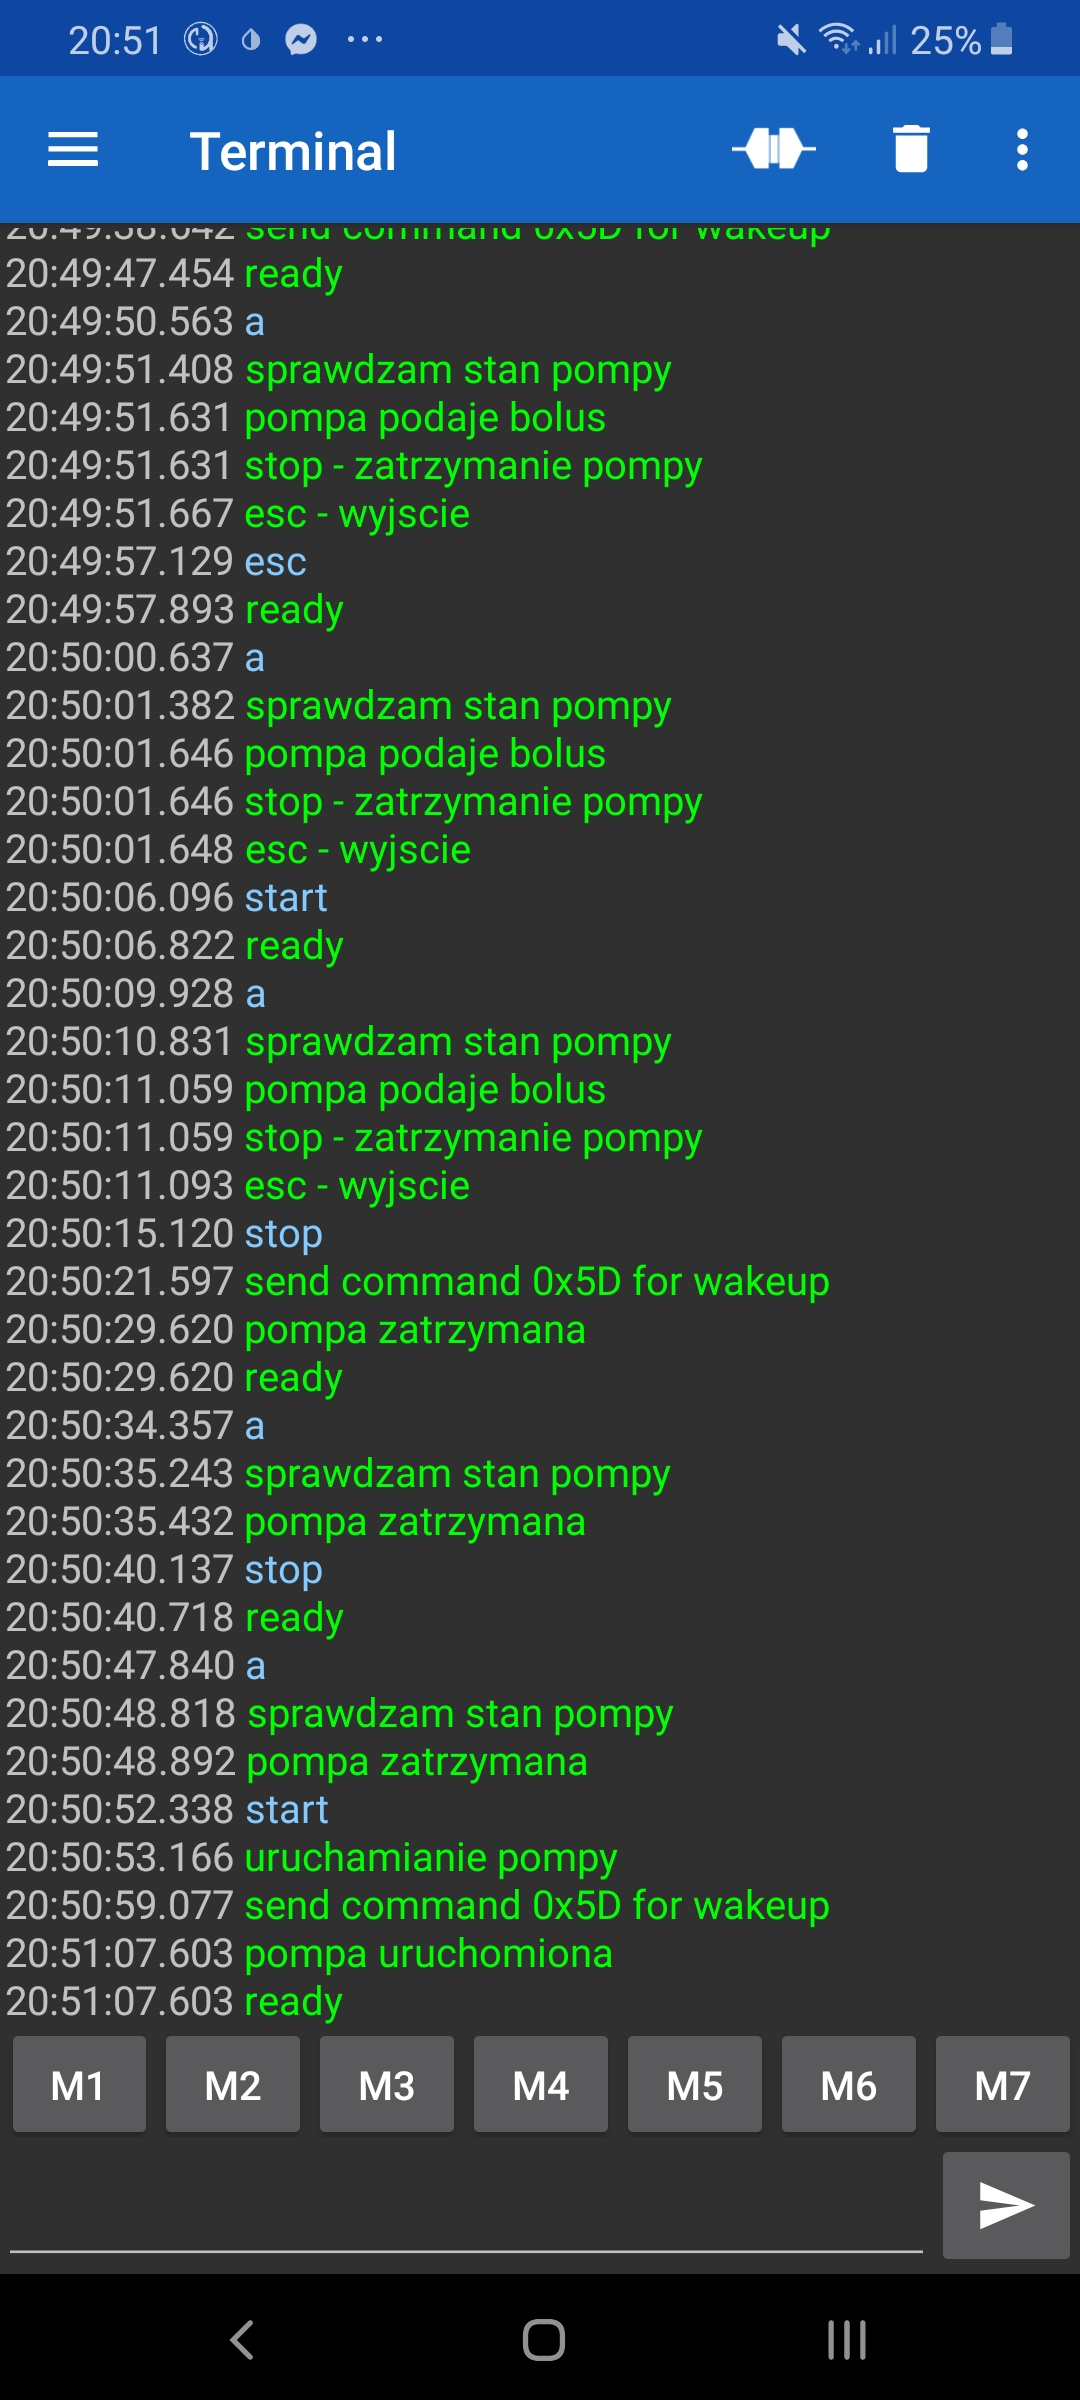 20:51 25%
Terminal
20:49:38.642 send command 0x5D for wakeup
20:49:47.454 ready
20:49:50.563 a
20:49:51.408 sprawdzam stan pompy
20:49:51.631 pompa podaje bolus
20:49:51.631 stop - zatrzymanie pompy
20:49:51.667 esc - wyjscie
20:49:57.129 esc
20:49:57.893 ready
20:50:00.637 a
20:50:01.382 sprawdzam stan pompy
20:50:01.646 pompa podaje bolus
20:50:01.646 stop - zatrzymanie pompy
20:50:01.648 esc - wyjscie
20:50:06.096 start
20:50:06.822 ready
20:50:09.928 a
20:50:10.831 sprawdzam stan pompy
20:50:11.059 pompa podaje bolus
20:50:11.059 stop - zatrzymanie pompy
20:50:11.093 esc - wyjscie
20:50:15.120 stop
20:50:21.597 send command 0x5D for wakeup
20:50:29.620 pompa zatrzymana
20:50:29.620 ready
20:50:34.357 a
20:50:35.243 sprawdzam stan pompy
20:50:35.432 pompa zatrzymana
20:50:40.137 stop
20:50:40.718 ready
20:50:47.840 a
20:50:48.818 sprawdzam stan pompy
20:50:48.892 pompa zatrzymana
20:50:52.338 start
20:50:53.166 uruchamianie pompy
20:50:59.077 send command 0x5D for wakeup
20:51:07.603 pompa uruchomiona
20:51:07.603 ready
M1 M2 M3 M4 M5 M6 M7